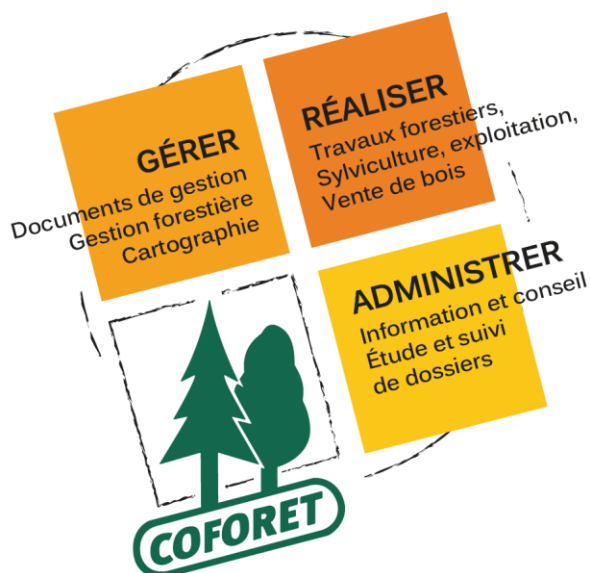 GÉRER
Documents de gestion
Gestion forestière
Cartographie
RÉALISER
Travaux forestiers,
Sylviculture, exploitation,
Vente de bois
ADMINISTRER
Information et conseil
Étude et suivi
de dossiers
COFORET